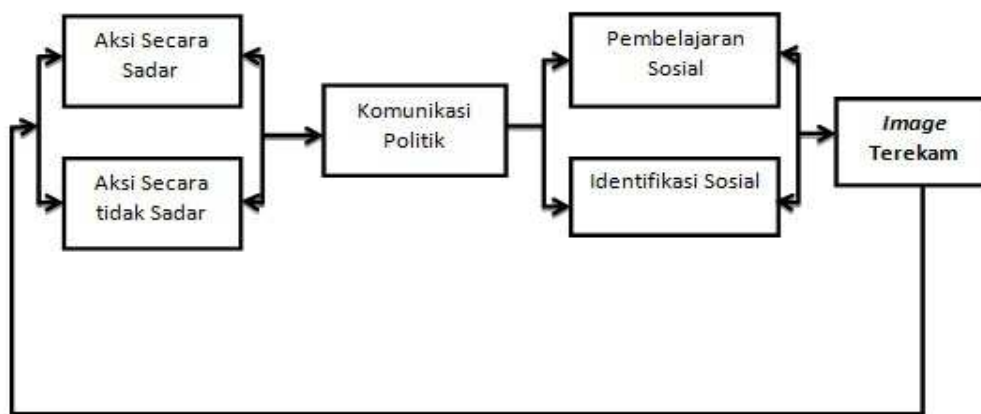 Aksi Secara
Sadar
Aksi Secara
tidak Sadar
Komunikasi
Politik
Pembelajaran
Sosial
Identifikasi Sosial
Image
Terekam